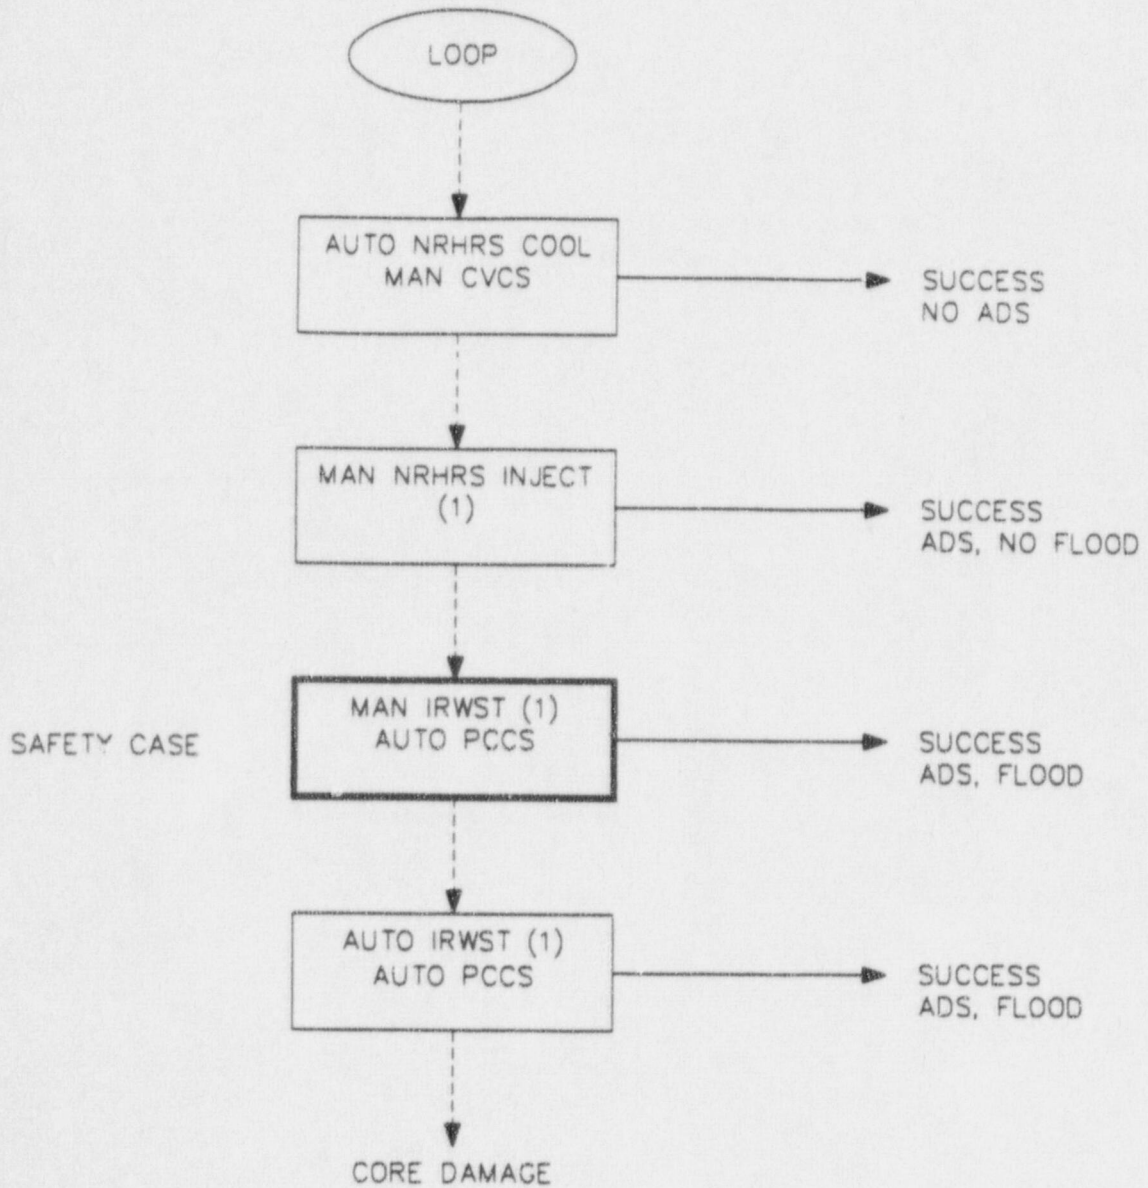 LOOP
AUTO NRHRS COOL
MAN CVCS
SUCCESS
NO ADS
MAN NRHRS INJECT
(1)
SUCCESS
ADS, NO FLOOD
SAFETY CASE
MAN IRWST (1)
AUTO PCCS
SUCCESS
ADS, FLOOD
AUTO IRWST (1)
AUTO PCCS
SUCCESS
ADS, FLOOD
CORE DAMAGE